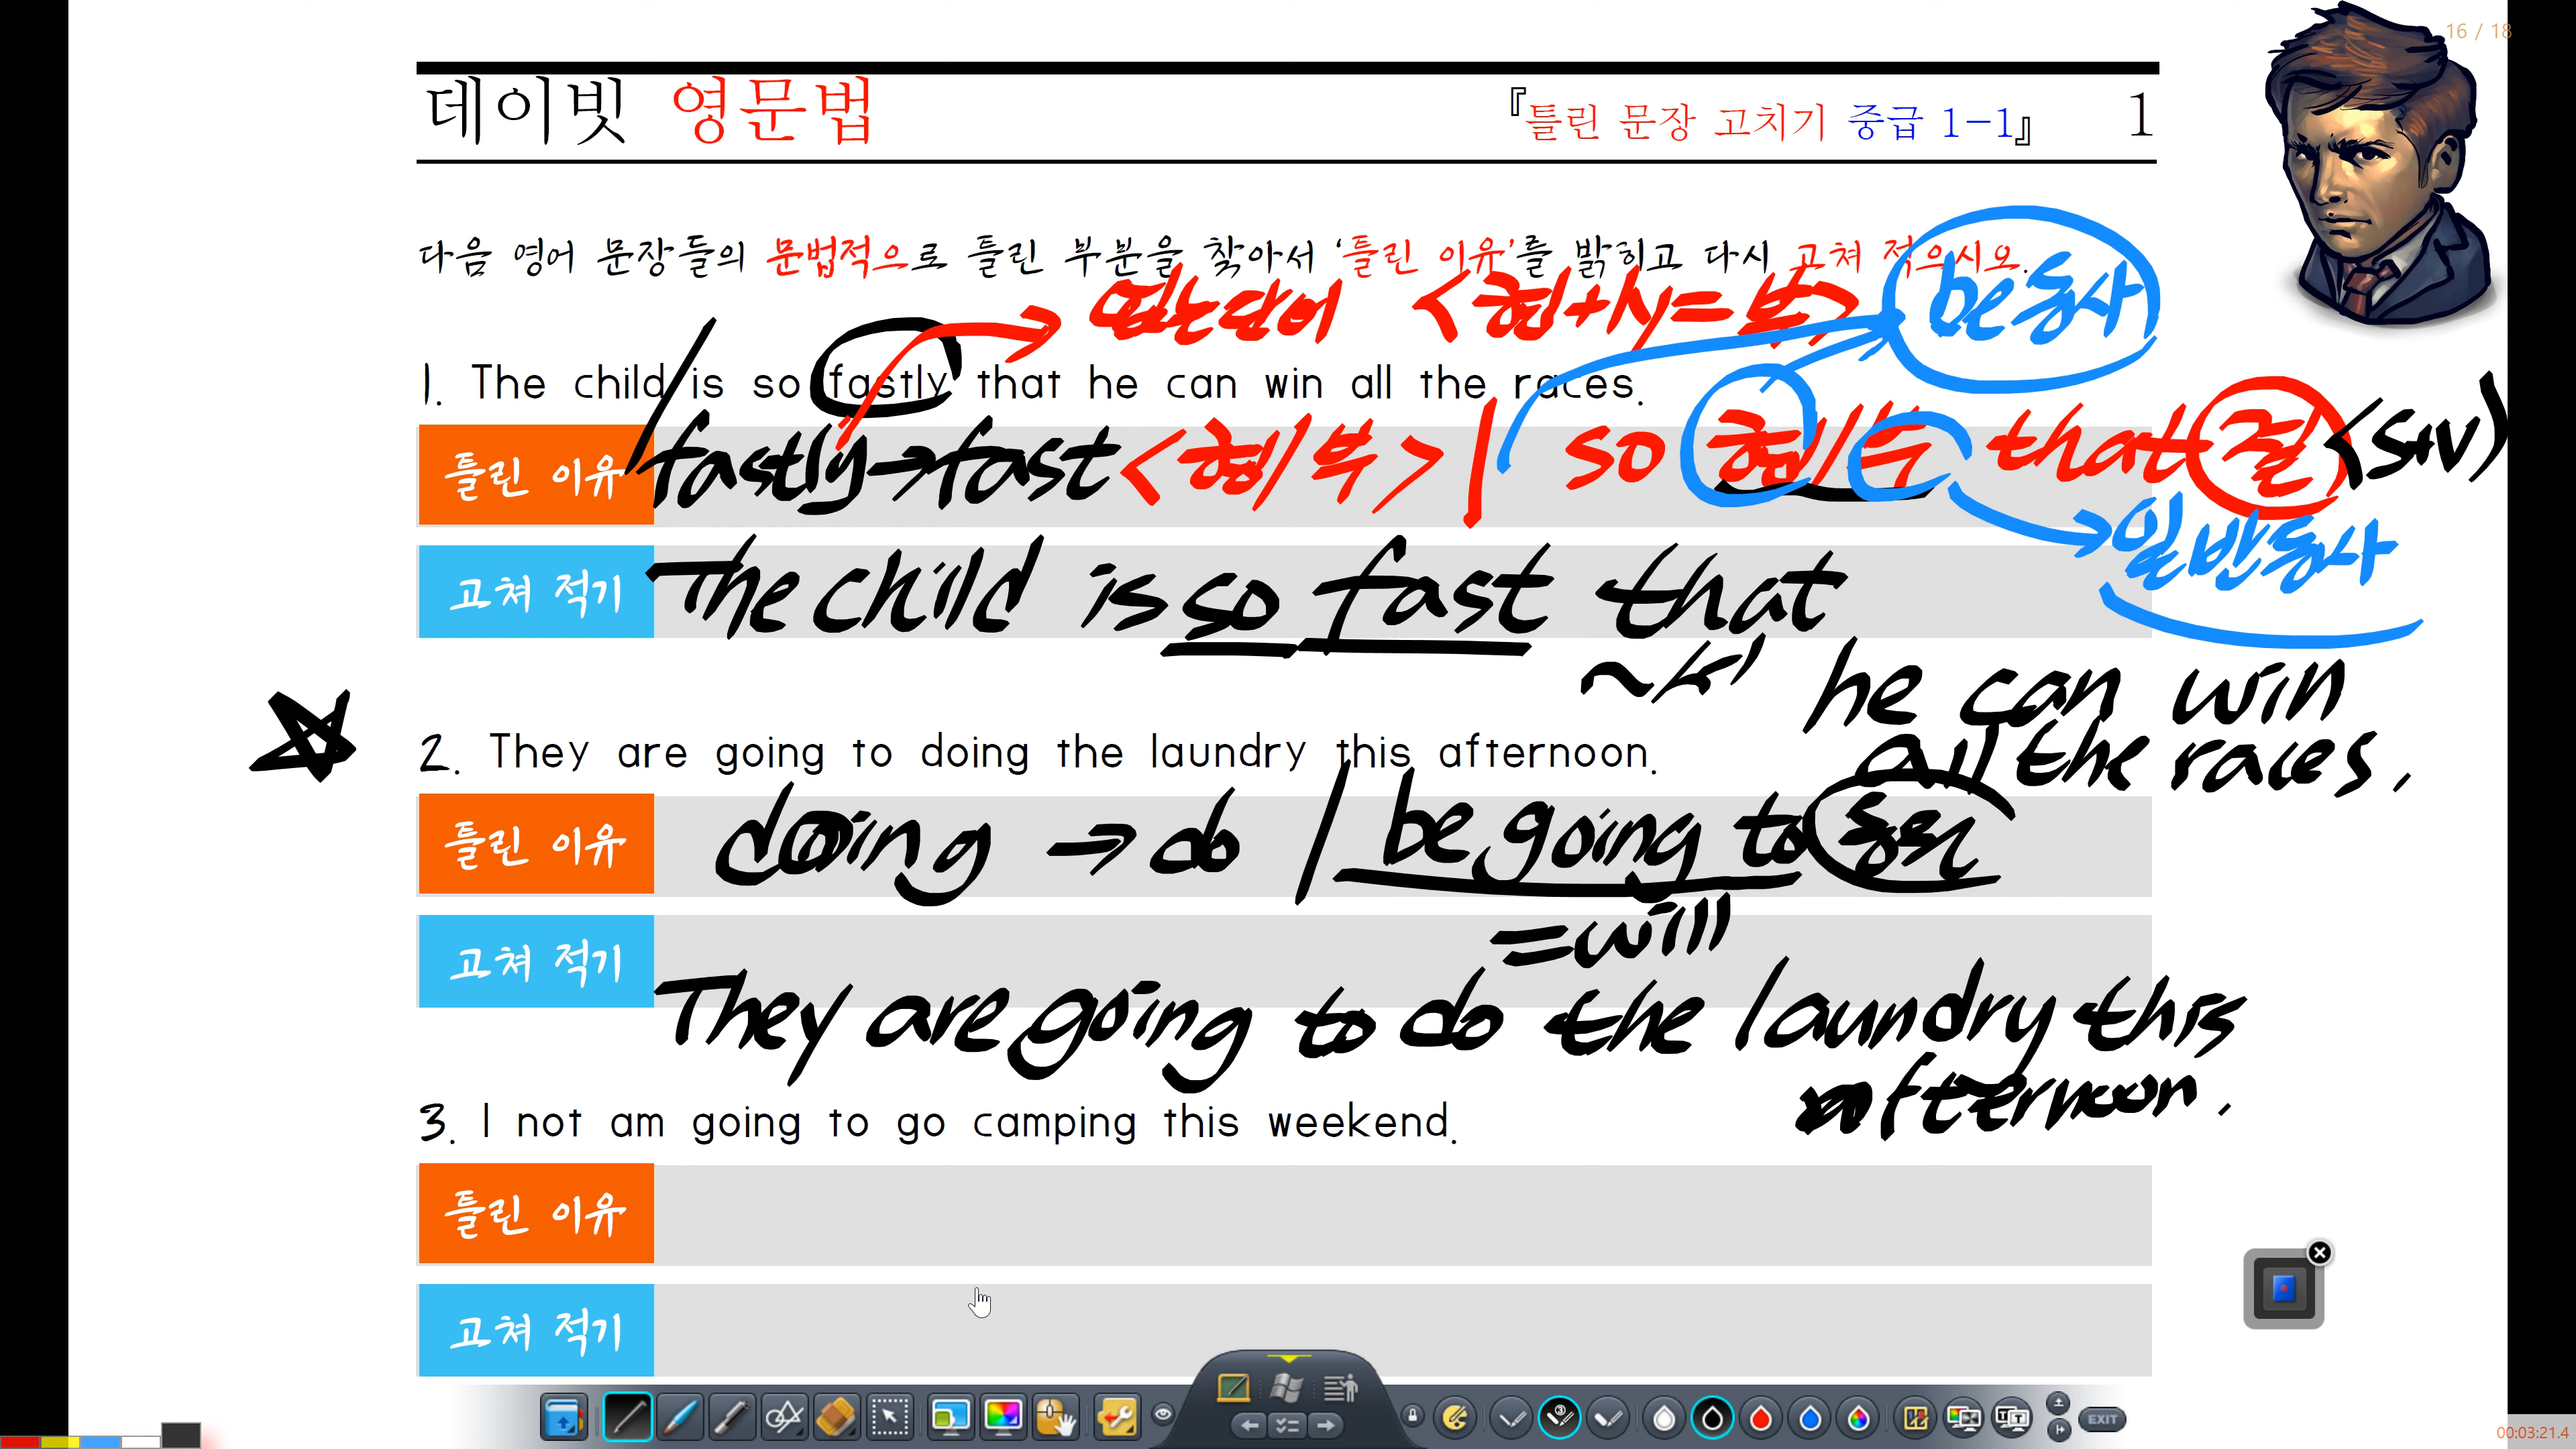 16 / 18
데이빗 영문법 『틀린 문장 고치기 중급 1-1』 1
다음 영어 문장들의 문법적으로 틀린 부분을 찾아서 '틀린 이유'를 밝히고 다시 고쳐 적으시오.
없는단어 <형+ly=부> be동사
1. The child is so fastly that he can win all the races.
틀린 이유 fastly→fast <형/부> | so 형/부 that 절 <S+V>
일반동사
고쳐 적기 The child is so fast that
he can win
all the races.
2. They are going to doing the laundry this afternoon.
틀린 이유 doing → do / be going to
=will
고쳐 적기
They are going to do the laundry this
afternoon.
3. I not am going to go camping this weekend.
틀린 이유
고쳐 적기
EXIT
00:03:21.4